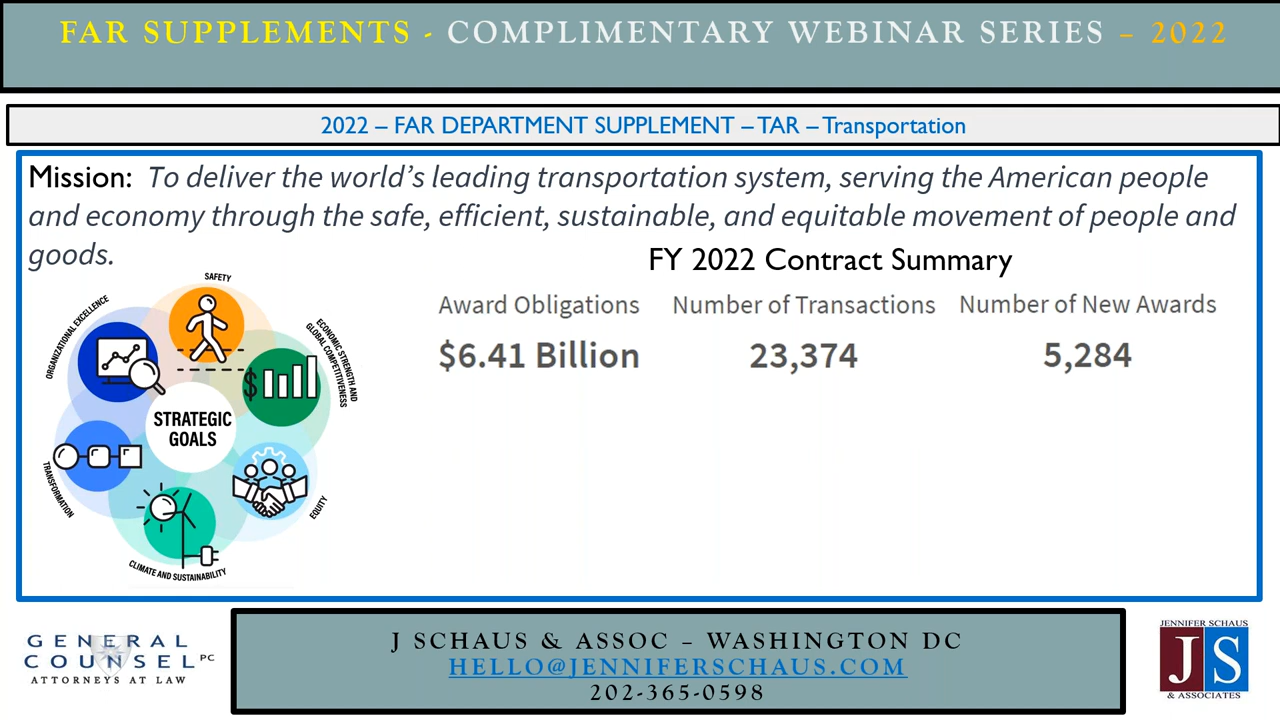 FAR SUPPLEMENTS - COMPLIMENTARY WEBINAR SERIES – 2022
2022 – FAR DEPARTMENT SUPPLEMENT – TAR – Transportation
Mission: To deliver the world's leading transportation system, serving the American people
and economy through the safe, efficient, sustainable, and equitable movement of people and
goods.
FY 2022 Contract Summary
Award Obligations
Number of Transactions
Number of New Awards
$6.41 Billion
23,374
5,284
SAFETY
ORGANIZATIONAL EXCELLENCE
ECONOMIC STRENGTH AND
GLOBAL COMPETITIVENESS
$
STRATEGIC
GOALS
TRANSFORMATION
EQUITY
CLIMATE AND SUSTAINABILITY
GENERAL
COUNSEL PC
ATTORNEYS AT LAW
J SCHAUS & ASSOC – WASHINGTON DC
HELLO@JENNIFERSCHAUS.COM
202-365-0598
JENNIFER SCHAUS
JS
& ASSOCIATES